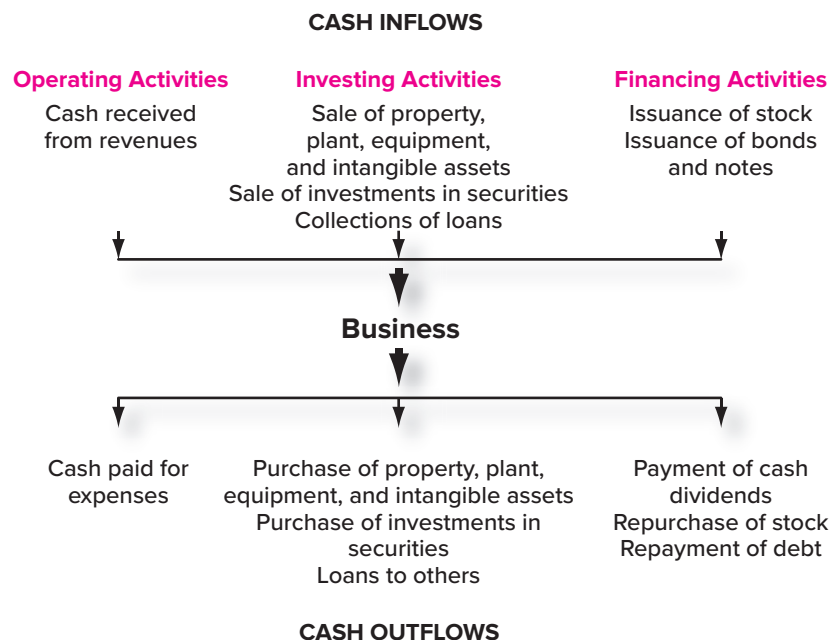 CASH INFLOWS
Operating Activities
Cash received
from revenues
Investing Activities
Sale of property,
plant, equipment,
and intangible assets
Sale of investments in securities
Collections of loans
Financing Activities
Issuance of stock
Issuance of bonds
and notes
Business
Cash paid for
expenses
Purchase of property, plant,
equipment, and intangible assets
Purchase of investments in
securities
Loans to others
Payment of cash
dividends
Repurchase of stock
Repayment of debt
CASH OUTFLOWS